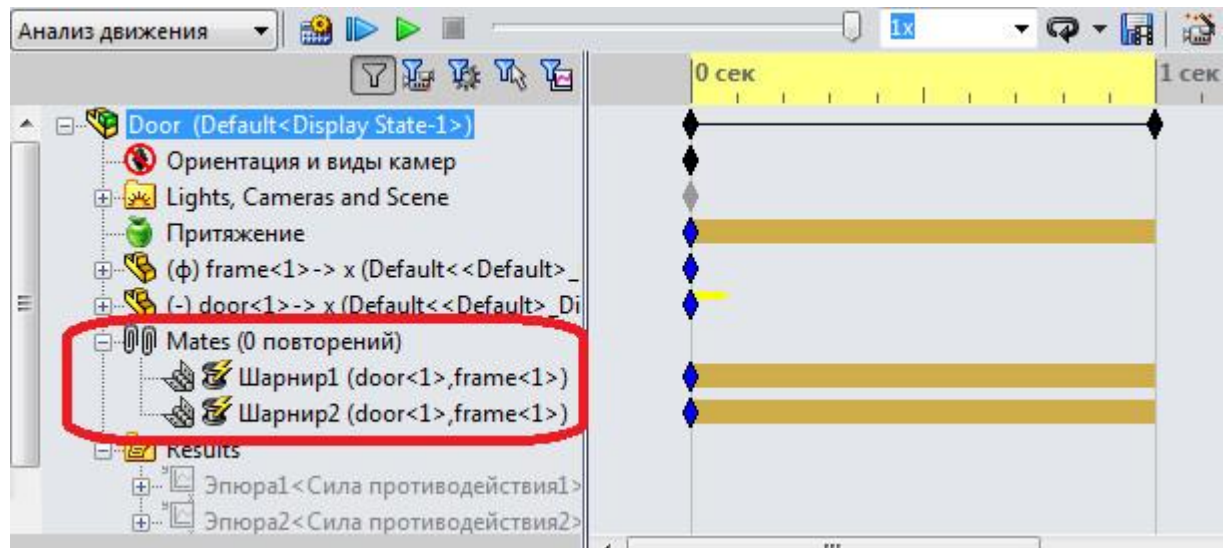 Анализ движения
1x
0 сек
1 сек
Door (Default<Display State-1>)
Ориентация и виды камер
Lights, Cameras and Scene
Притяжение
(ф) frame<1>-> x (Default<<Default>_
(-) door<1>-> x (Default<<Default>_Di
Mates (0 повторений)
Шарнир1 (door<1>,frame<1>)
Шарнир2 (door<1>,frame<1>)
Results
Эпюра1<Сила противодействия1>
Эпюра2<Сила противодействия2>